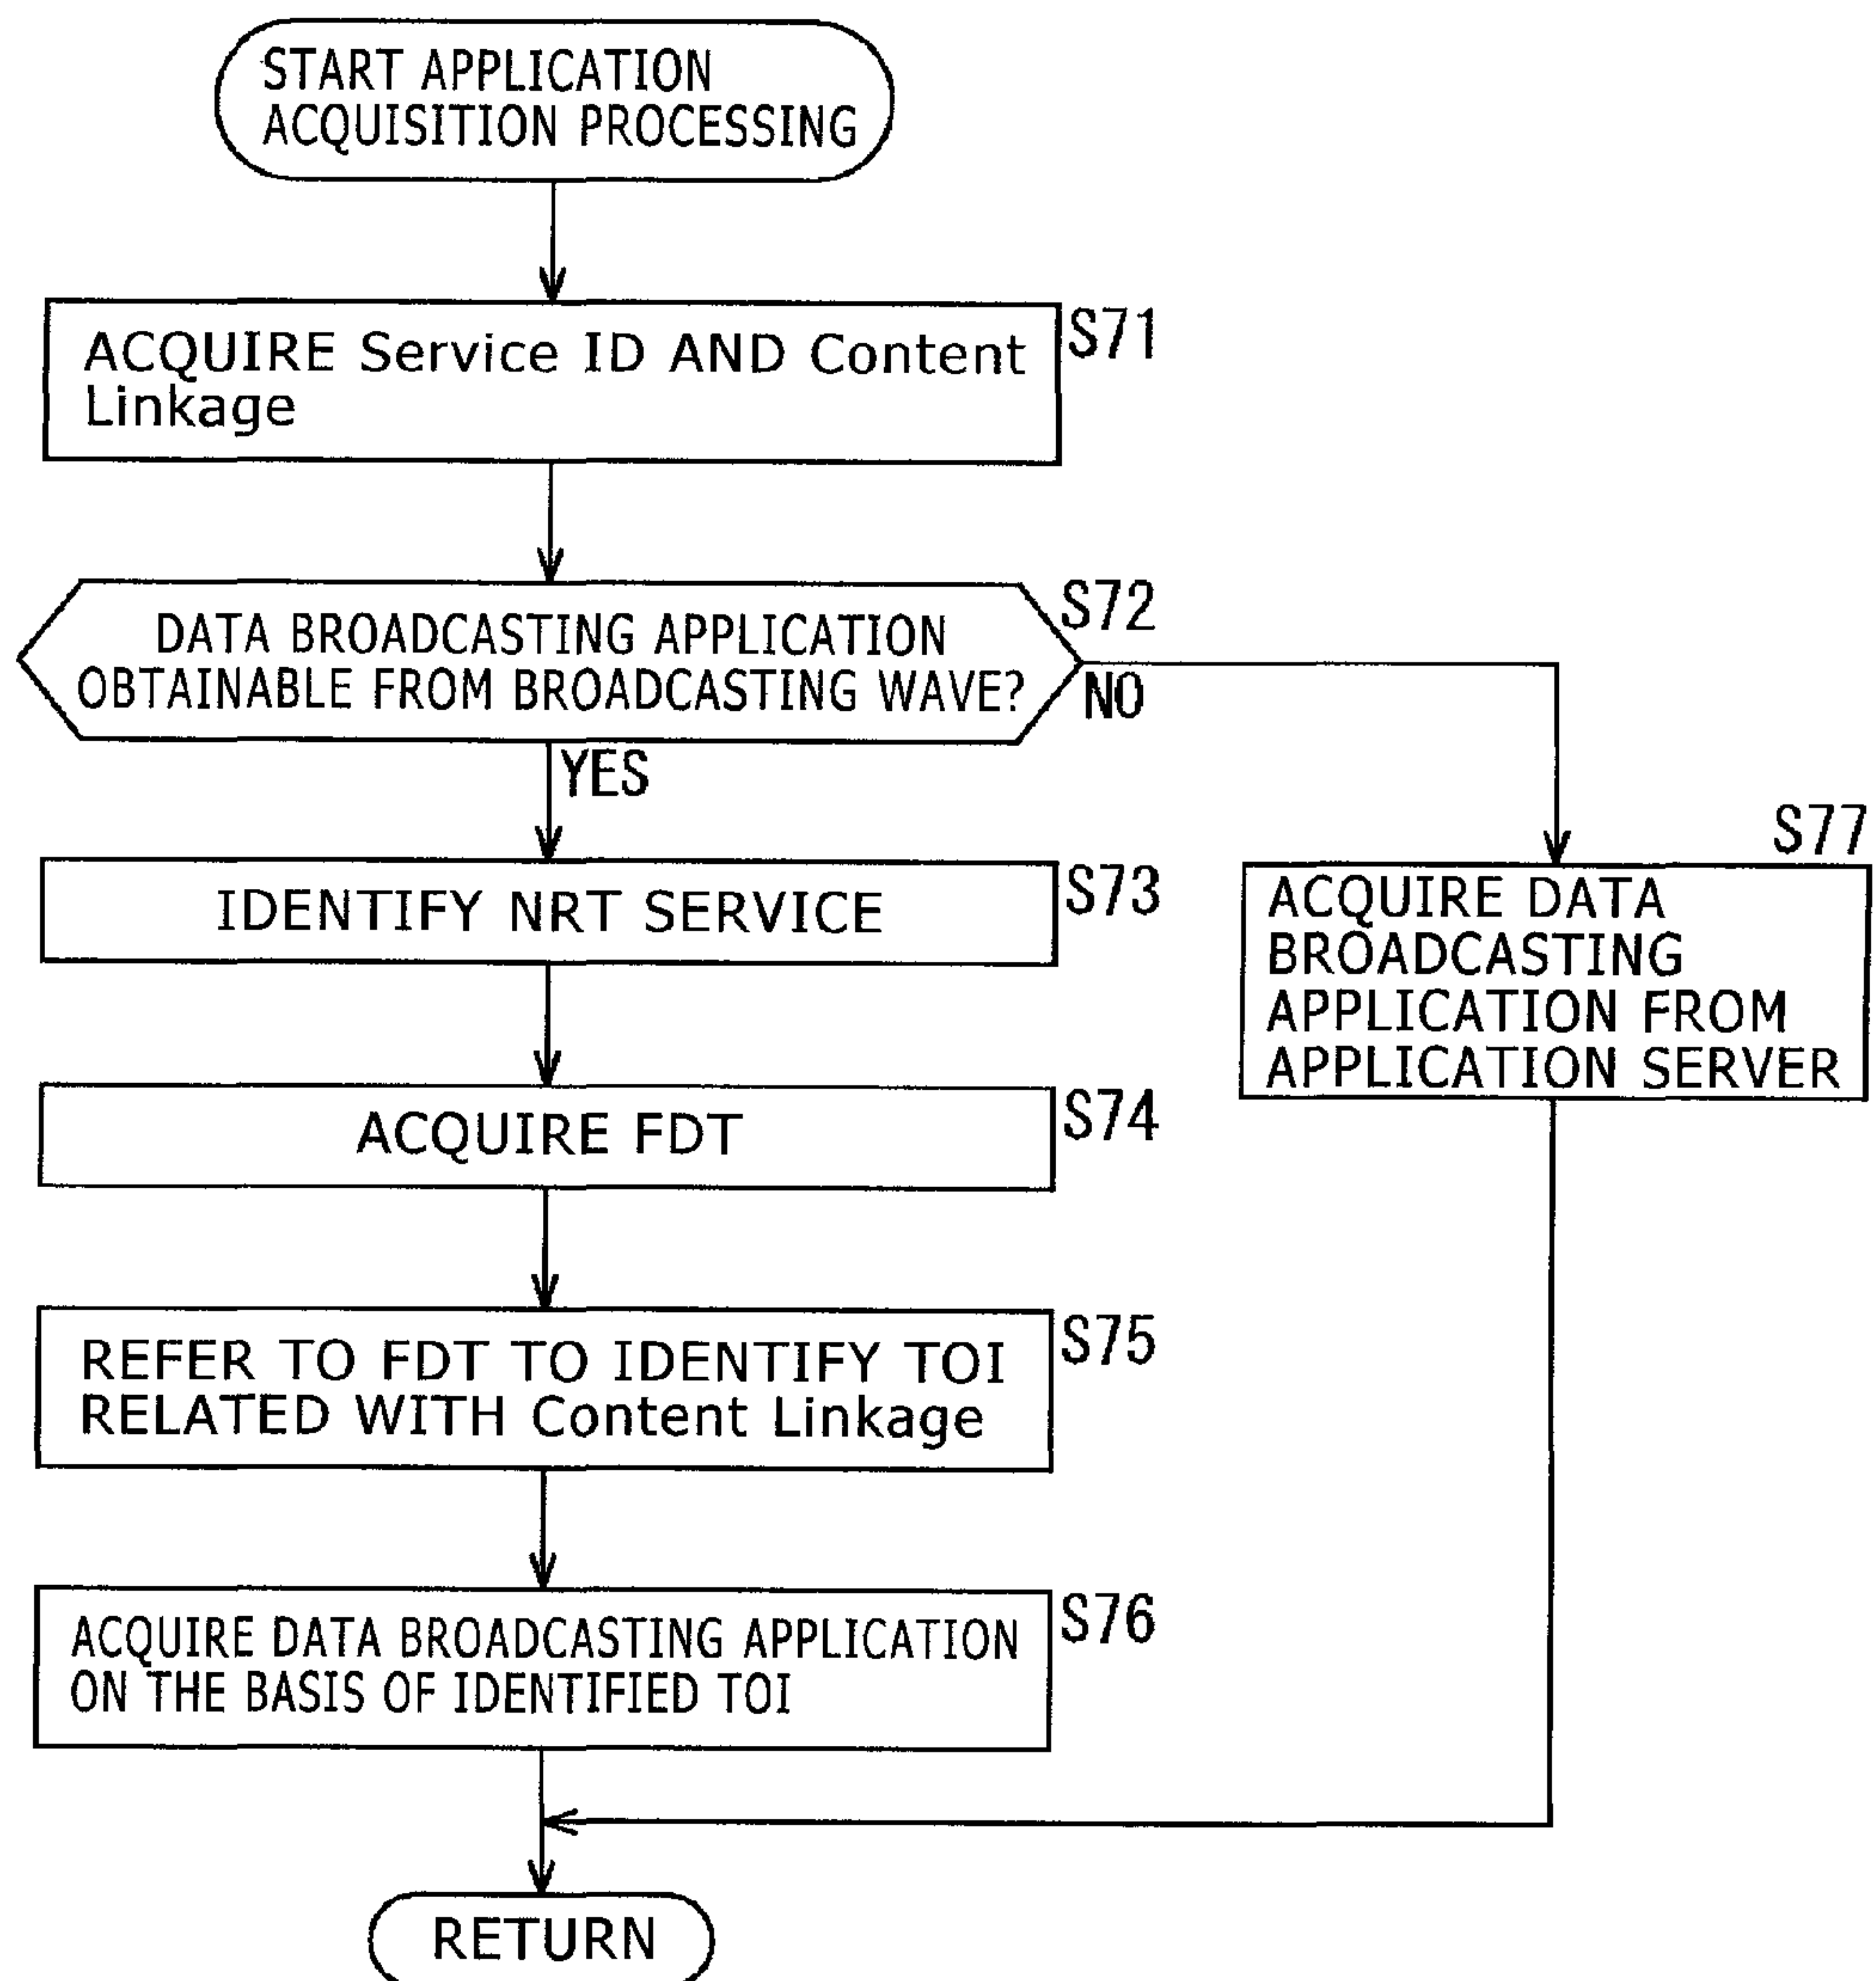 START APPLICATION
ACQUISITION PROCESSING
S71
ACQUIRE Service ID AND Content
Linkage
S72
DATA BROADCASTING APPLICATION
OBTAINABLE FROM BROADCASTING WAVE?
NO
YES
S73
IDENTIFY NRT SERVICE
S77
ACQUIRE DATA
BROADCASTING
APPLICATION FROM
APPLICATION SERVER
S74
ACQUIRE FDT
S75
REFER TO FDT TO IDENTIFY TOI
RELATED WITH Content Linkage
S76
ACQUIRE DATA BROADCASTING APPLICATION
ON THE BASIS OF IDENTIFIED TOI
RETURN